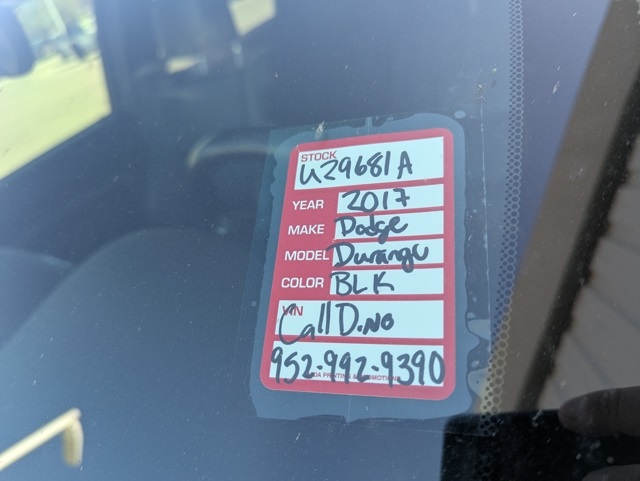 STOCK
U29681A
YEAR 2017
MAKE Dodge
MODEL Durango
COLOR BLK
VIN
Call D.NO
952-992-9390